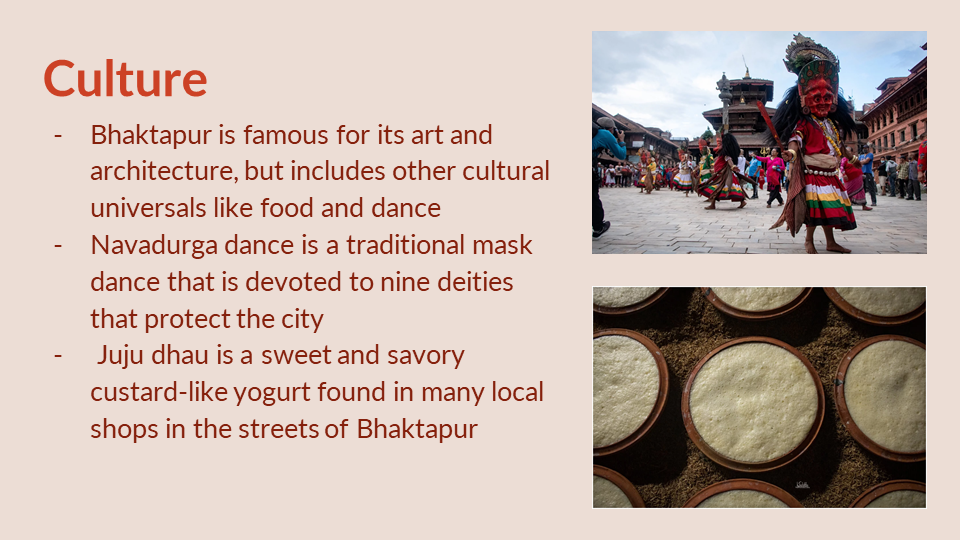 Culture
- Bhaktapur is famous for its art and
architecture, but includes other cultural
universals like food and dance
- Navadurga dance is a traditional mask
dance that is devoted to nine deities
that protect the city
- Juju dhau is a sweet and savory
custard-like yogurt found in many local
shops in the streets of Bhaktapur